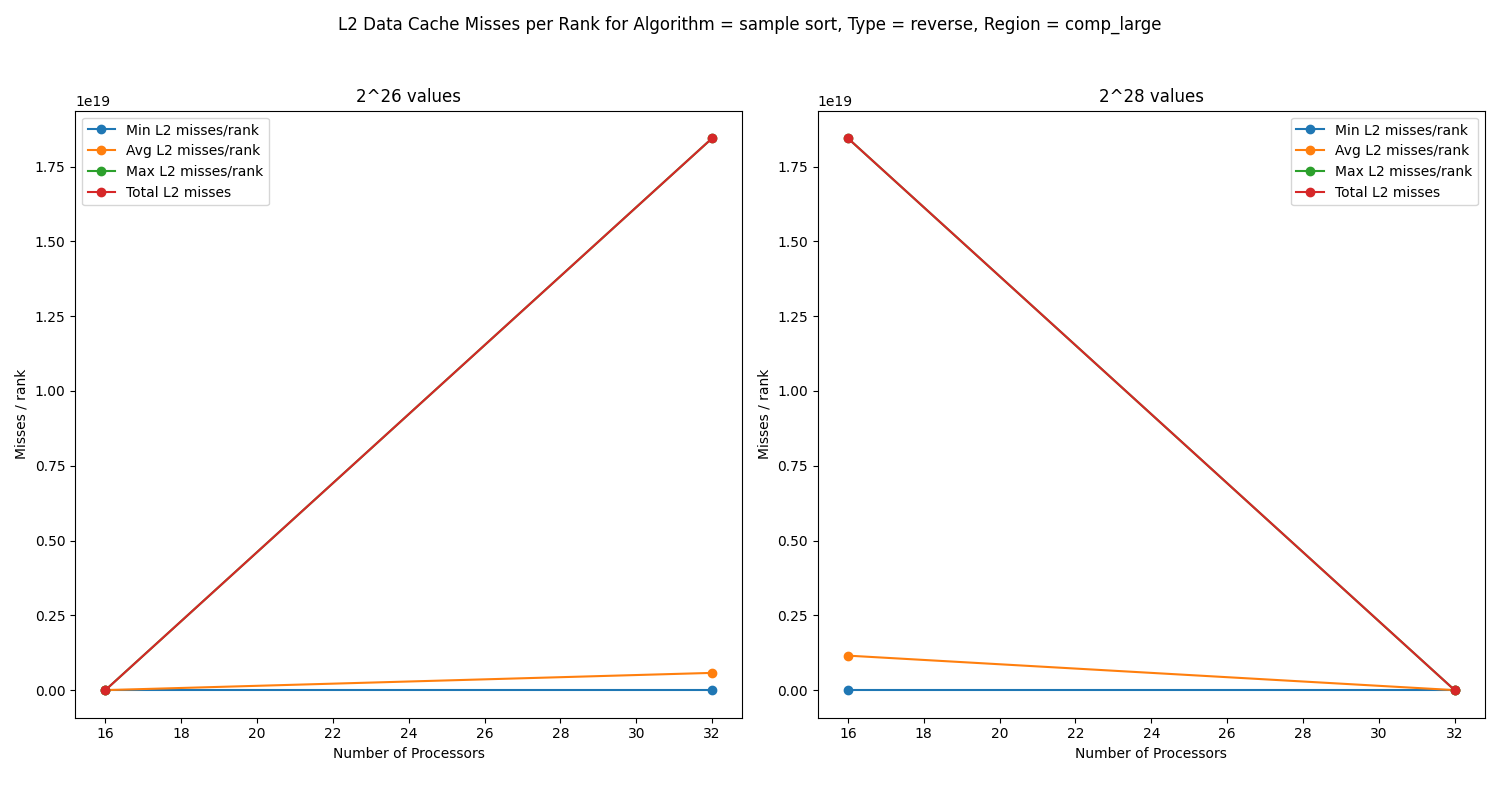 L2 Data Cache Misses per Rank for Algorithm = sample sort, Type = reverse, Region = comp_large
2^26 values
1e19
Min L2 misses/rank
Avg L2 misses/rank
Max L2 misses/rank
Total L2 misses
1.75
1.50
1.25
1.00
0.75
0.50
0.25
0.00
Misses / rank
16 18 20 22 24 26 28 30 32
Number of Processors
2^28 values
1e19
Min L2 misses/rank
Avg L2 misses/rank
Max L2 misses/rank
Total L2 misses
1.75
1.50
1.25
1.00
0.75
0.50
0.25
0.00
Misses / rank
16 18 20 22 24 26 28 30 32
Number of Processors